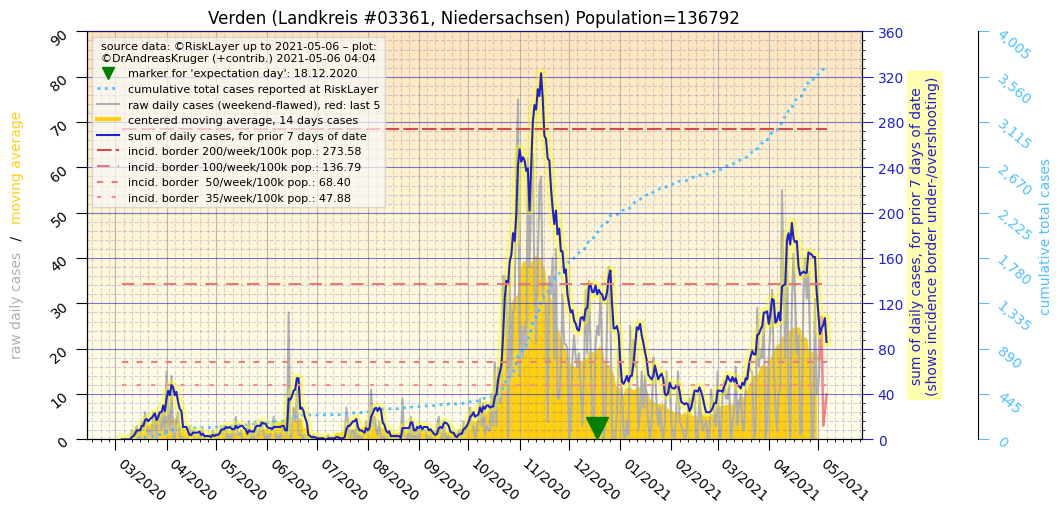 Verden (Landkreis #03361, Niedersachsen) Population=136792
source data: ©RiskLayer up to 2021-05-06 – plot:
©DrAndreasKruger (+contrib.) 2021-05-06 04:04
marker for 'expectation day': 18.12.2020
cumulative total cases reported at RiskLayer
raw daily cases (weekend-flawed), red: last 5
centered moving average, 14 days cases
sum of daily cases, for prior 7 days of date
incid. border 200/week/100k pop.: 273.58
incid. border 100/week/100k pop.: 136.79
incid. border  50/week/100k pop.: 68.40
incid. border  35/week/100k pop.: 47.88
raw daily cases / moving average
90
80
70
60
50
40
30
20
10
0
03/2020
04/2020
05/2020
06/2020
07/2020
08/2020
09/2020
10/2020
11/2020
12/2020
01/2021
02/2021
03/2021
04/2021
05/2021
360
320
280
240
200
160
120
80
40
0
sum of daily cases, for prior 7 days of date
(shows incidence border under-/overshooting)
4,005
3,560
3,115
2,670
2,225
1,780
1,335
890
445
0
cumulative total cases